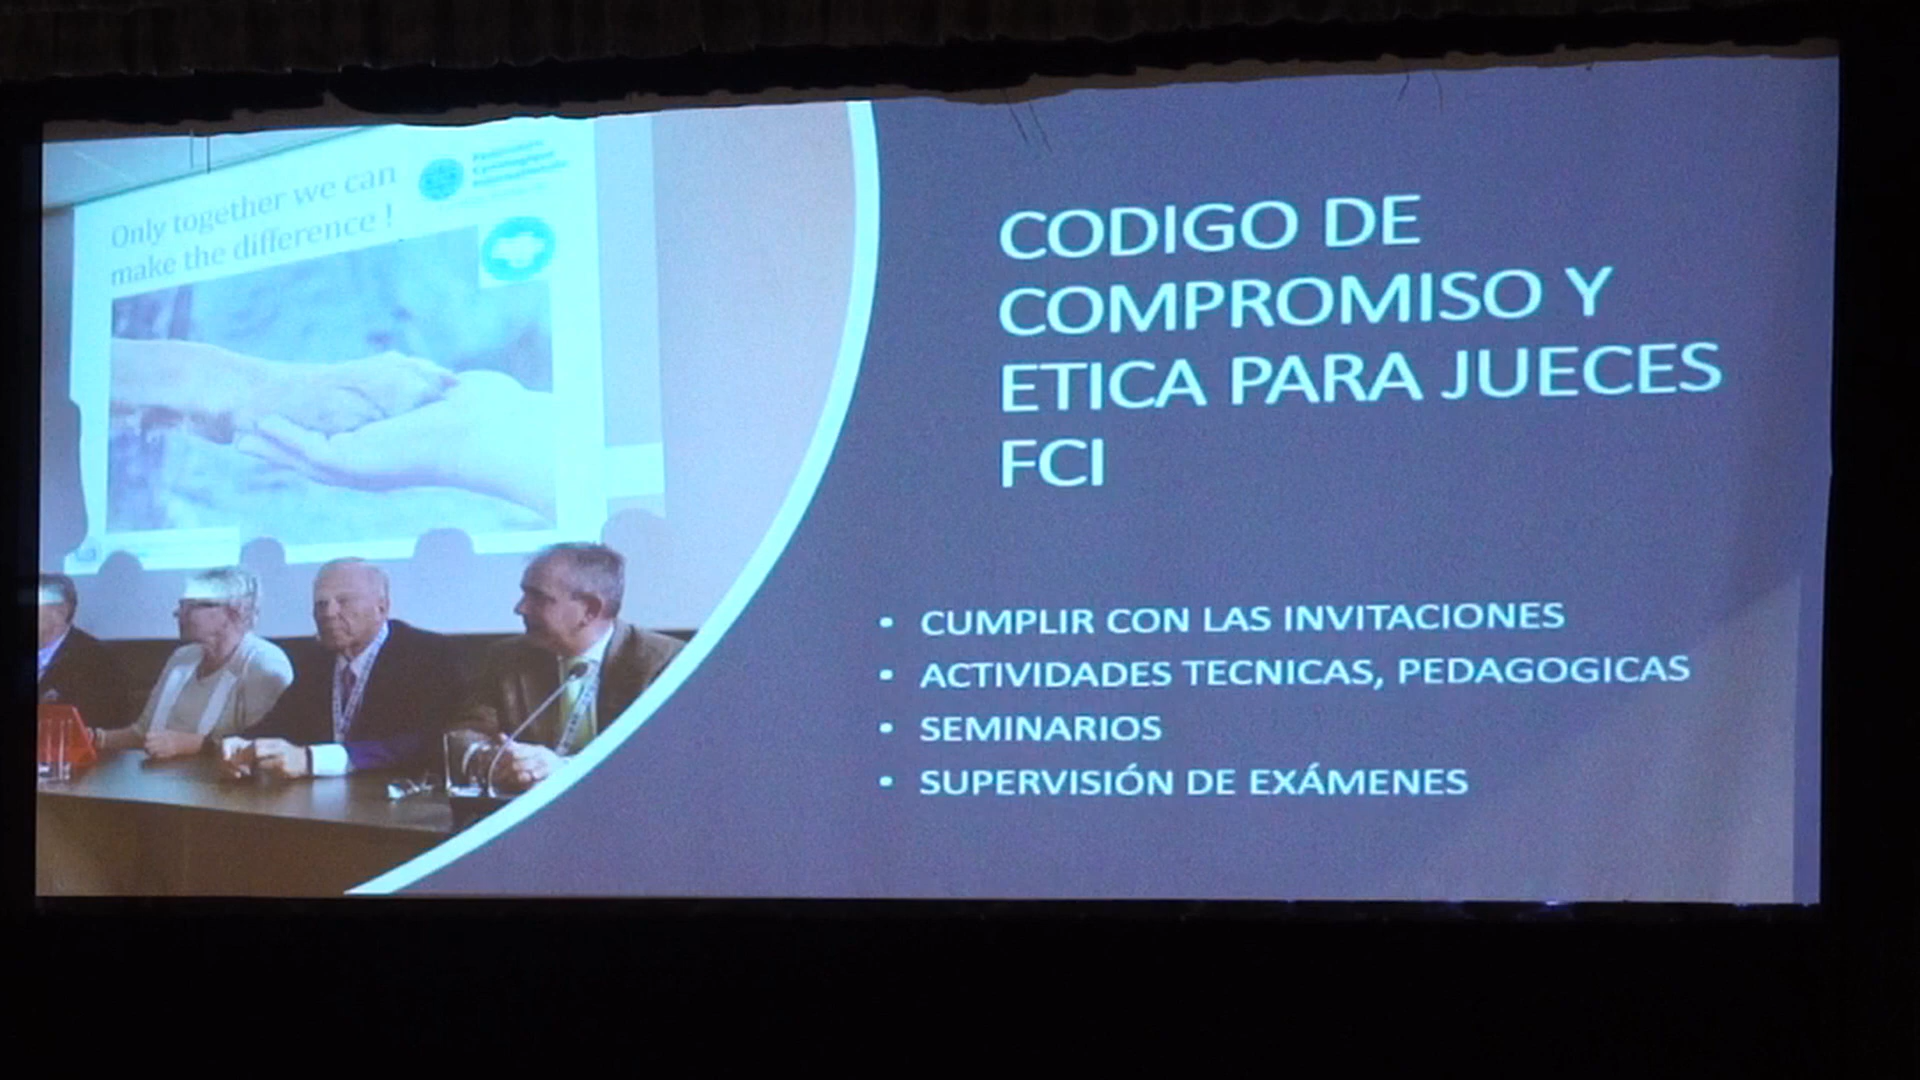 Only together we can
make the difference !
CODIGO DE
COMPROMISO Y
ETICA PARA JUECES
FCI
• CUMPLIR CON LAS INVITACIONES
• ACTIVIDADES TECNICAS, PEDAGOGICAS
• SEMINARIOS
• SUPERVISIÓN DE EXÁMENES